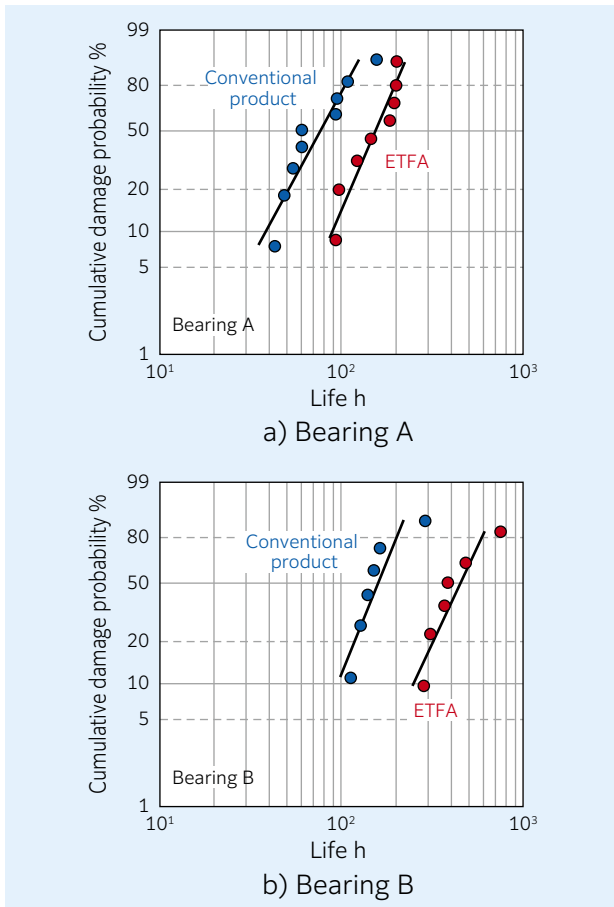 Cumulative damage probability %
99
80
50
20
10
5
1
Conventional
product
ETFA
Bearing A
10¹
10²
10³
Life h
a) Bearing A
Cumulative damage probability %
99
80
50
20
10
5
1
Conventional
product
ETFA
Bearing B
10¹
10²
10³
Life h
b) Bearing B